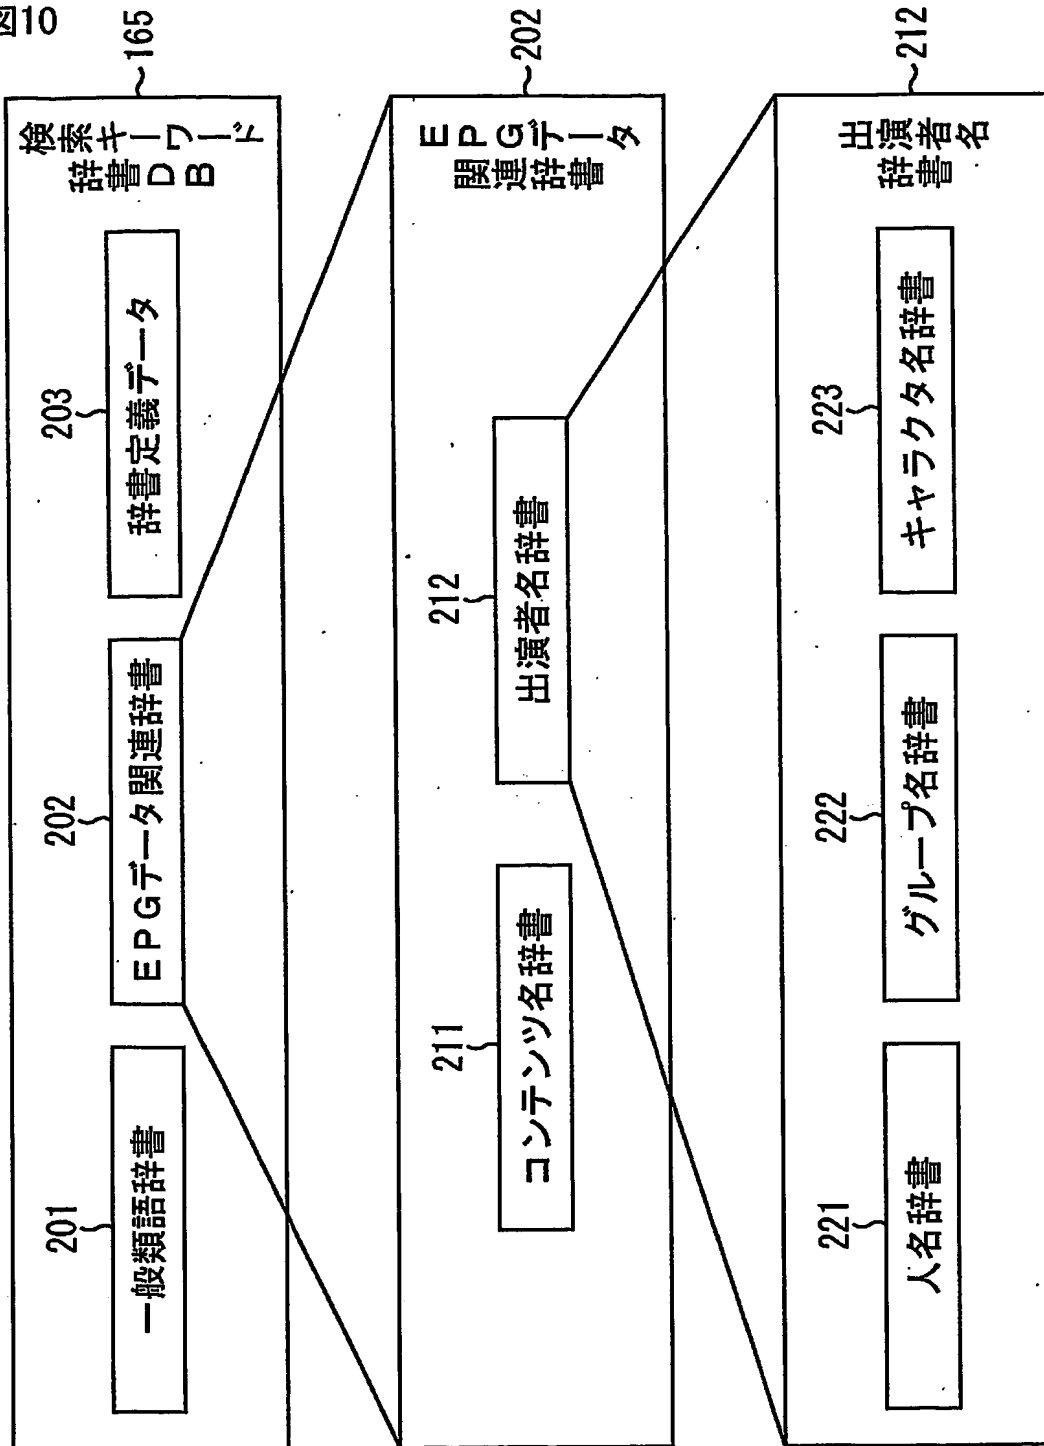 図10
165
検索キーワード
辞書DB
201
一般類語辞書
202
EPGデータ関連辞書
203
辞書定義データ
202
EPGデータ
関連辞書
211
コンテンツ名辞書
212
出演者名辞書
212
出演者名
辞書
221
人名辞書
222
グループ名辞書
223
キャラクタ名辞書